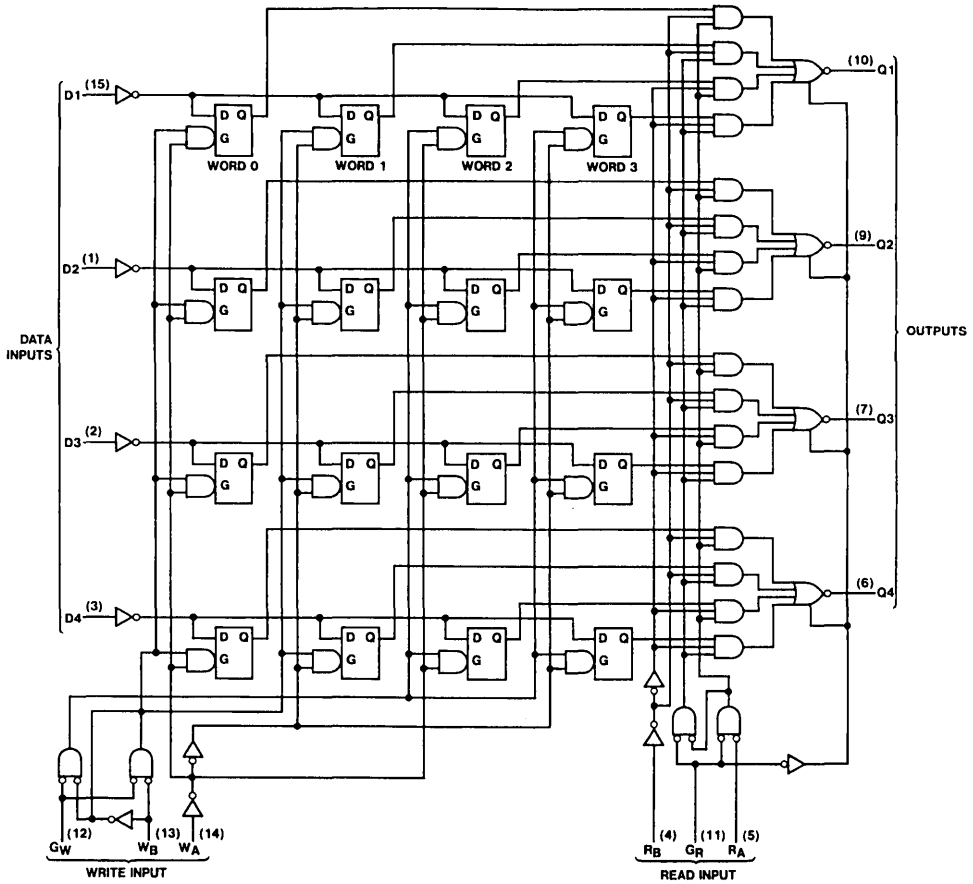 (10) Q1
(15) D1
D Q D Q D Q D Q
G G G G
WORD 0 WORD 1 WORD 2 WORD 3
(9) Q2
(1) D2
D Q D Q D Q D Q
G G G G
DATA INPUTS
OUTPUTS
(7) Q3
(2) D3
D Q D Q D Q D Q
G G G G
(6) Q4
(3) D4
D Q D Q D Q D Q
G G G G
(12) (13) (14) (4) (11) (5)
GW WB WA RB GR RA
WRITE INPUT READ INPUT